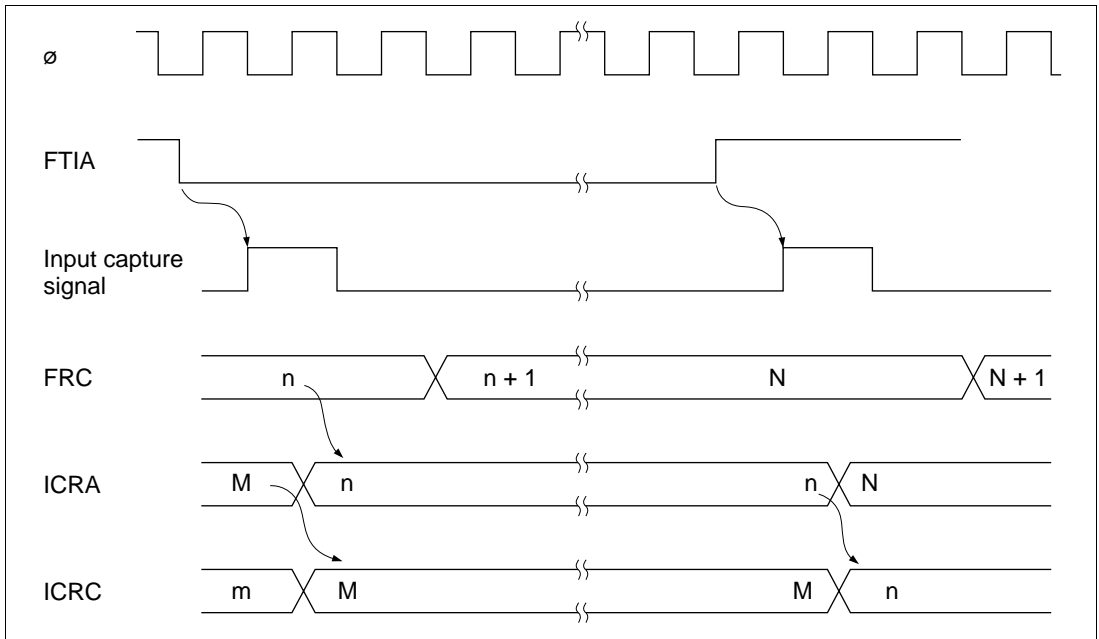 ø
FTIA
Input capture
signal
FRC n n + 1 N N + 1
ICRA M n n N
ICRC m M M n